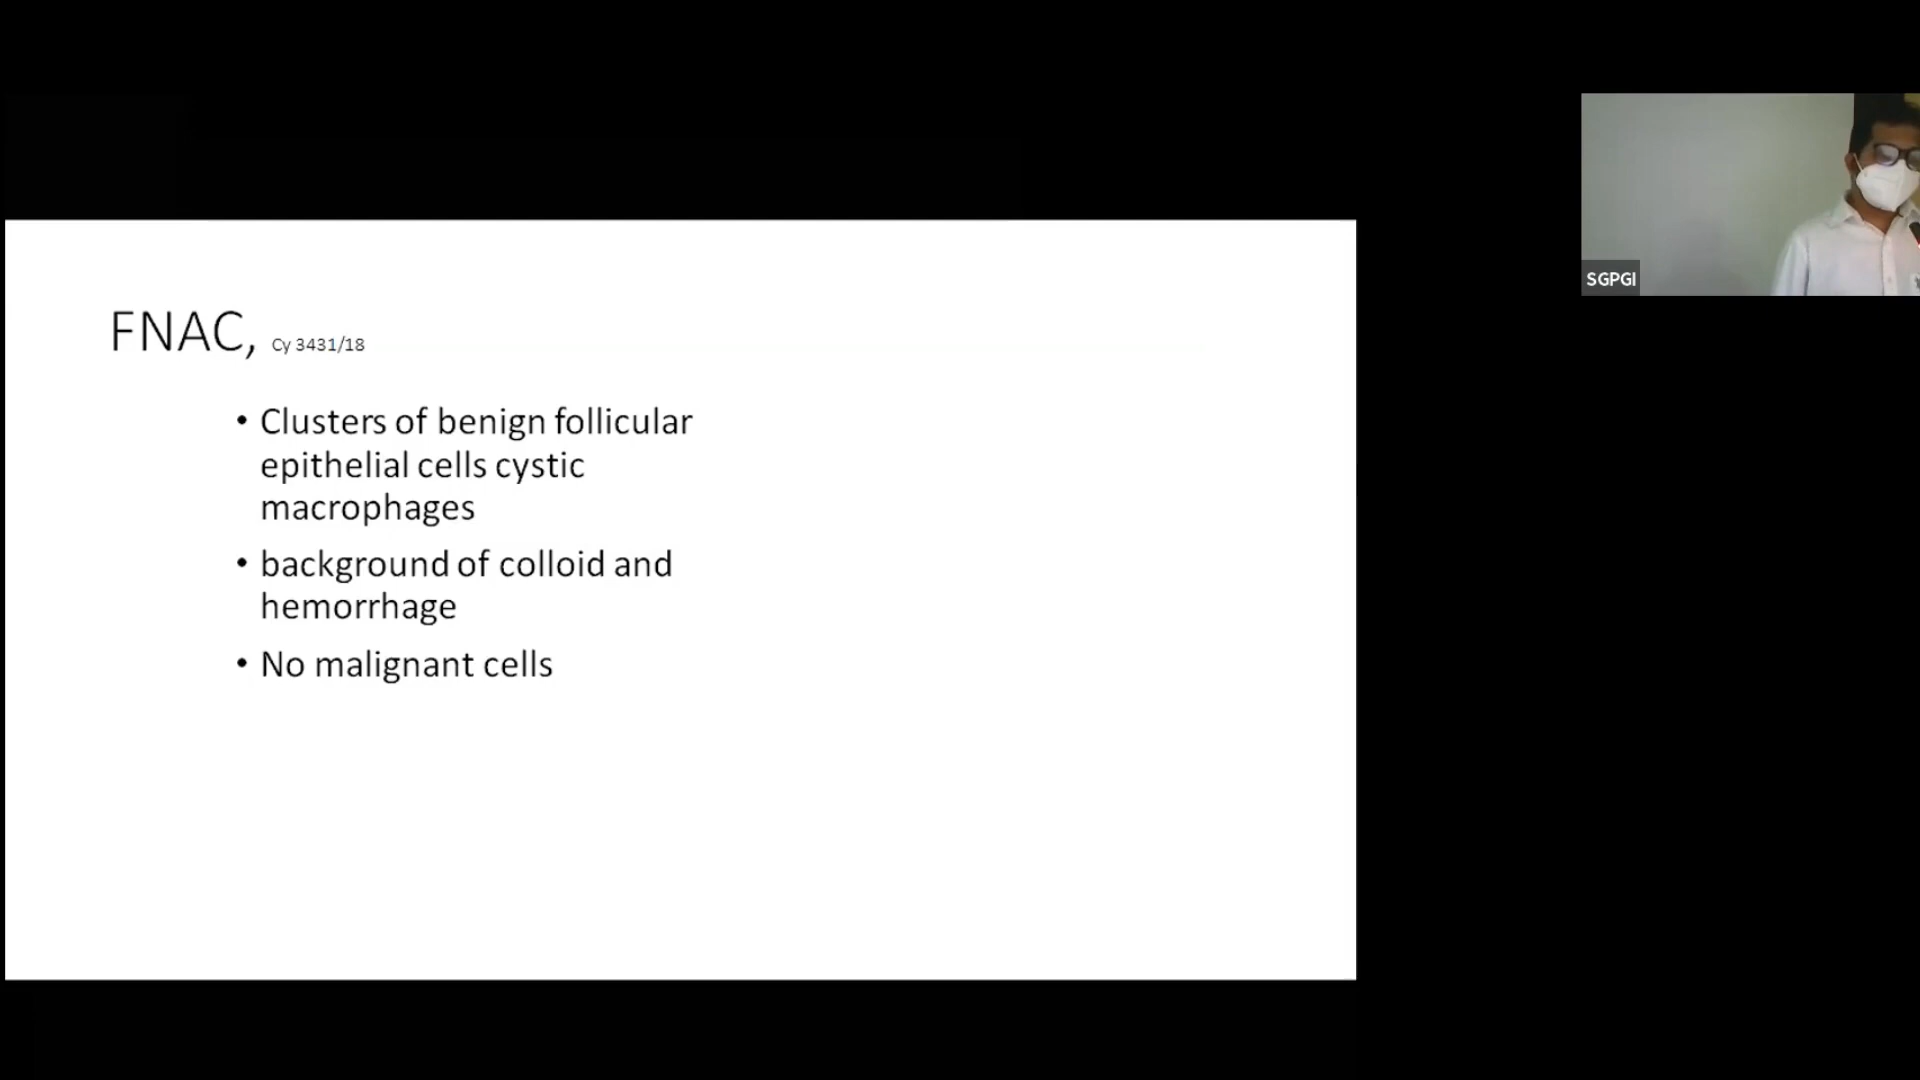 FNAC, Cy 3431/18
• Clusters of benign follicular
epithelial cells cystic
macrophages
• background of colloid and
hemorrhage
• No malignant cells
SGPGI